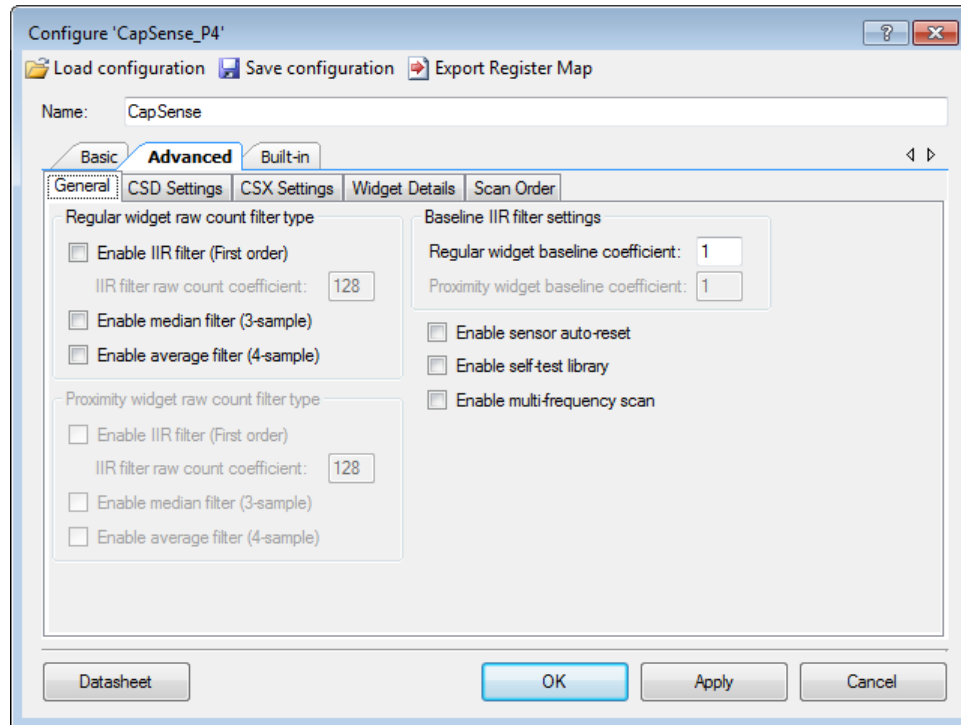 Configure 'CapSense_P4'
Load configuration Save configuration Export Register Map
Name: CapSense
Basic Advanced Built-in
General CSD Settings CSX Settings Widget Details Scan Order
Regular widget raw count filter type
Enable IIR filter (First order)
IIR filter raw count coefficient: 128
Enable median filter (3-sample)
Enable average filter (4-sample)
Proximity widget raw count filter type
Enable IIR filter (First order)
IIR filter raw count coefficient: 128
Enable median filter (3-sample)
Enable average filter (4-sample)
Baseline IIR filter settings
Regular widget baseline coefficient: 1
Proximity widget baseline coefficient: 1
Enable sensor auto-reset
Enable self-test library
Enable multi-frequency scan
Datasheet OK Apply Cancel